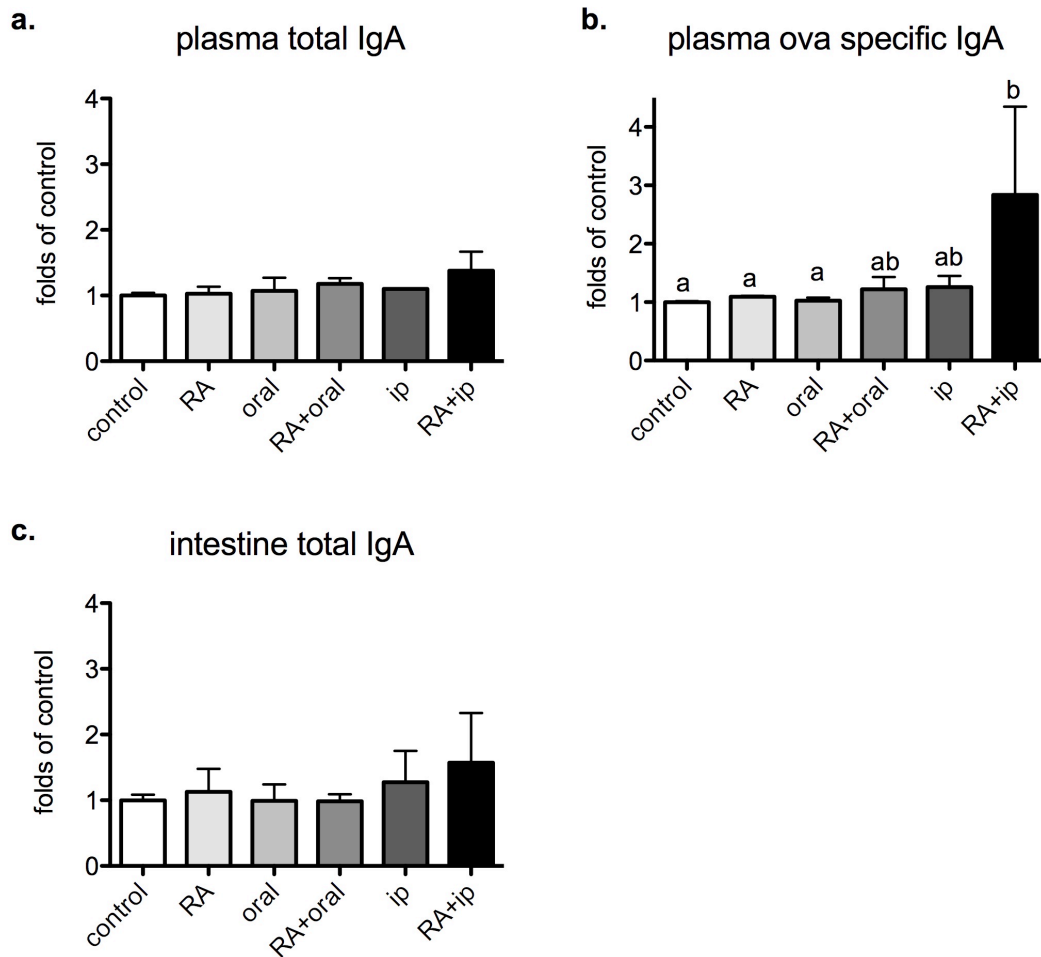 a.
plasma total IgA
folds of control
4
3
2
1
0
control
RA
oral
RA+oral
ip
RA+ip
b.
plasma ova specific IgA
folds of control
4
3
2
1
0
a
a
a
ab
ab
b
control
RA
oral
RA+oral
ip
RA+ip
c.
intestine total IgA
folds of control
4
3
2
1
0
control
RA
oral
RA+oral
ip
RA+ip